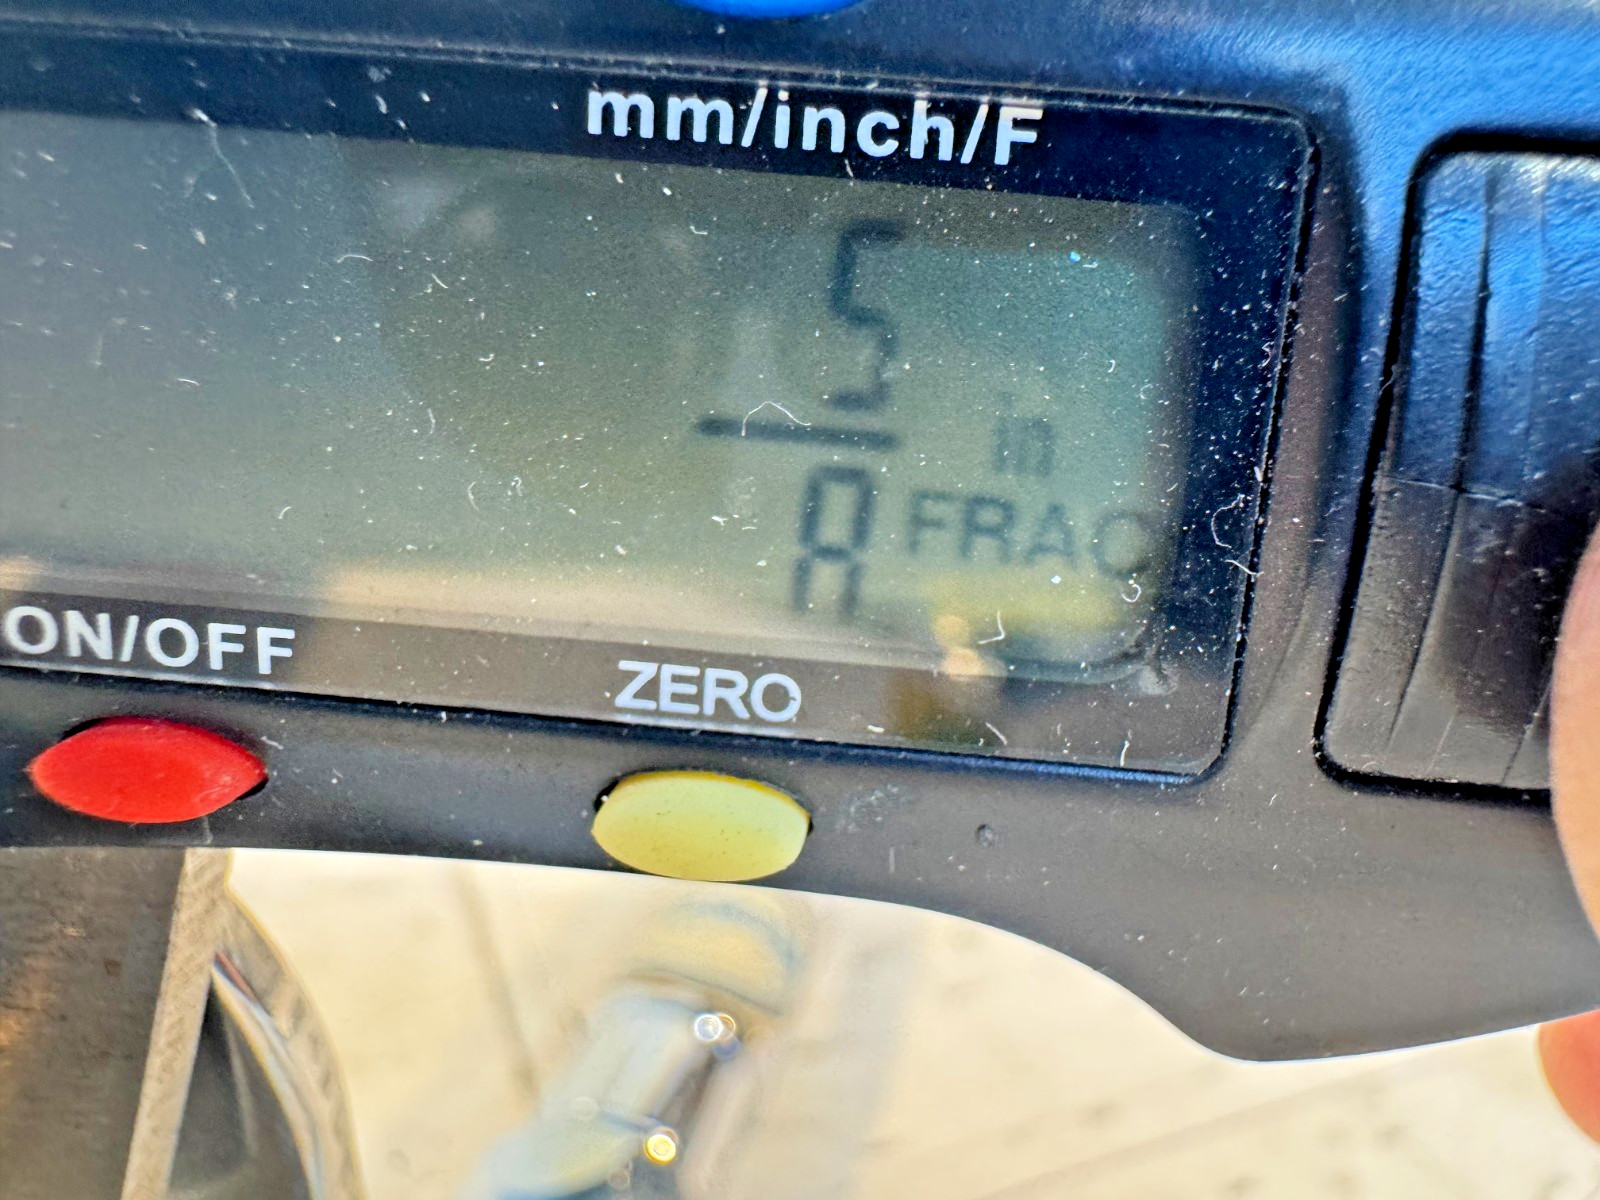 mm/inch/F
5
8
in
FRAC
ON/OFF
ZERO